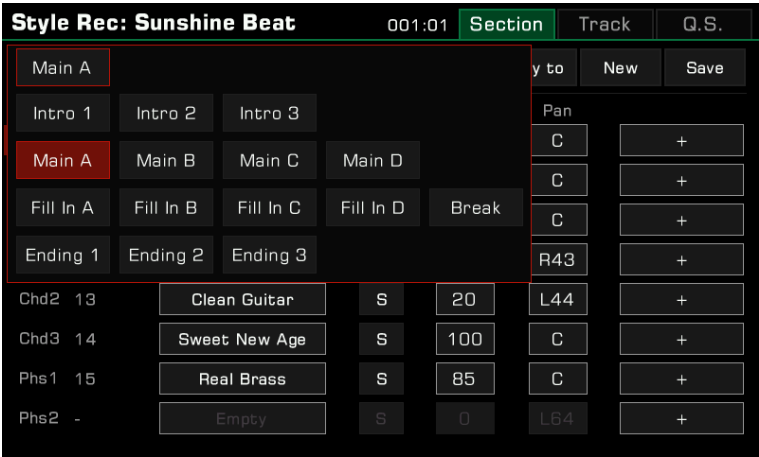 Style Rec: Sunshine Beat 001:01 Section Track Q.S.
Main A y to New Save
Intro 1 Intro 2 Intro 3 Pan
C +
Main A Main B Main C Main D
C +
Fill In A Fill In B Fill In C Fill In D Break C +
Ending 1 Ending 2 Ending 3 R43 +
Chd2 13 Clean Guitar S 20 L44 +
Chd3 14 Sweet New Age S 100 C +
Phs1 15 Real Brass S 85 C +
Phs2 - Empty S 0 L64 +